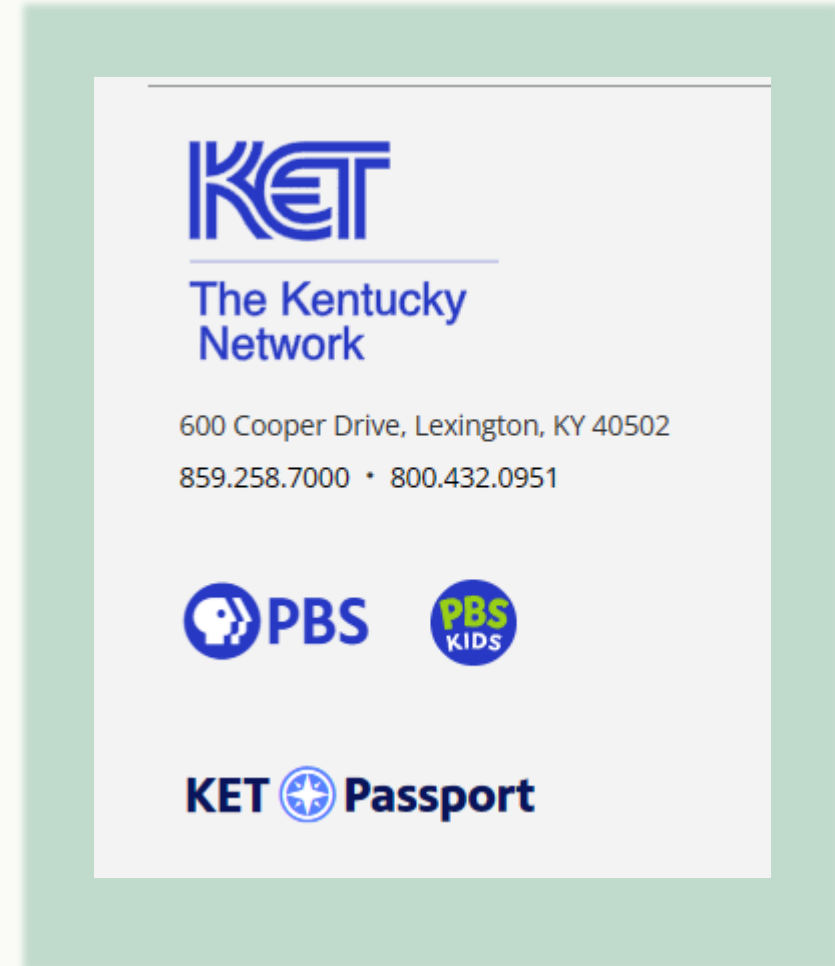 KET
The Kentucky
Network
600 Cooper Drive, Lexington, KY 40502
859.258.7000 • 800.432.0951
PBS PBS KIDS
KET Passport